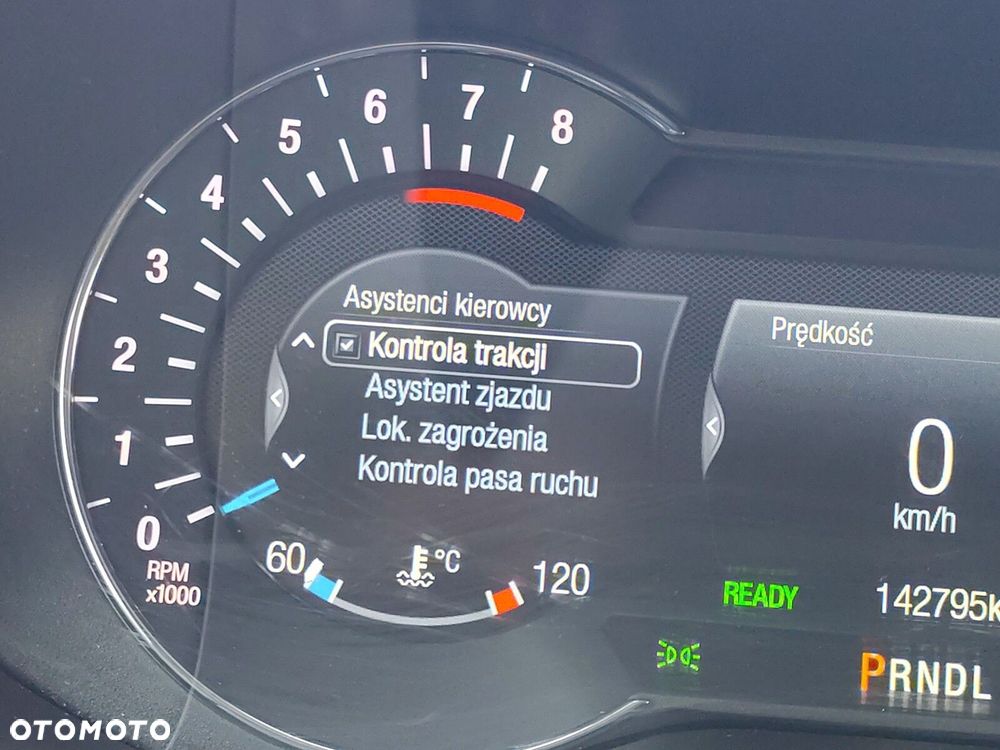 6
7
8
5
4
3
2
1
0
RPM
x1000
Asystenci kierowcy
Kontrola trakcji
Asystent zjazdu
Lok. zagrożenia
Kontrola pasa ruchu
60
°C
120
Prędkość
0
km/h
READY
142795k
PRNDL
OTOMOTO